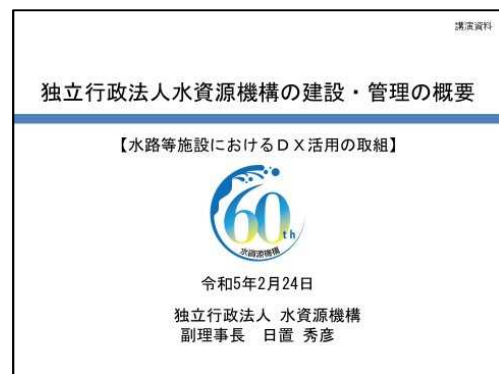 講演資料
独立行政法人水資源機構の建設・管理の概要
【水路等施設におけるＤＸ活用の取組】
60th
水資源機構
令和5年2月24日
独立行政法人 水資源機構
副理事長　日置 秀彦